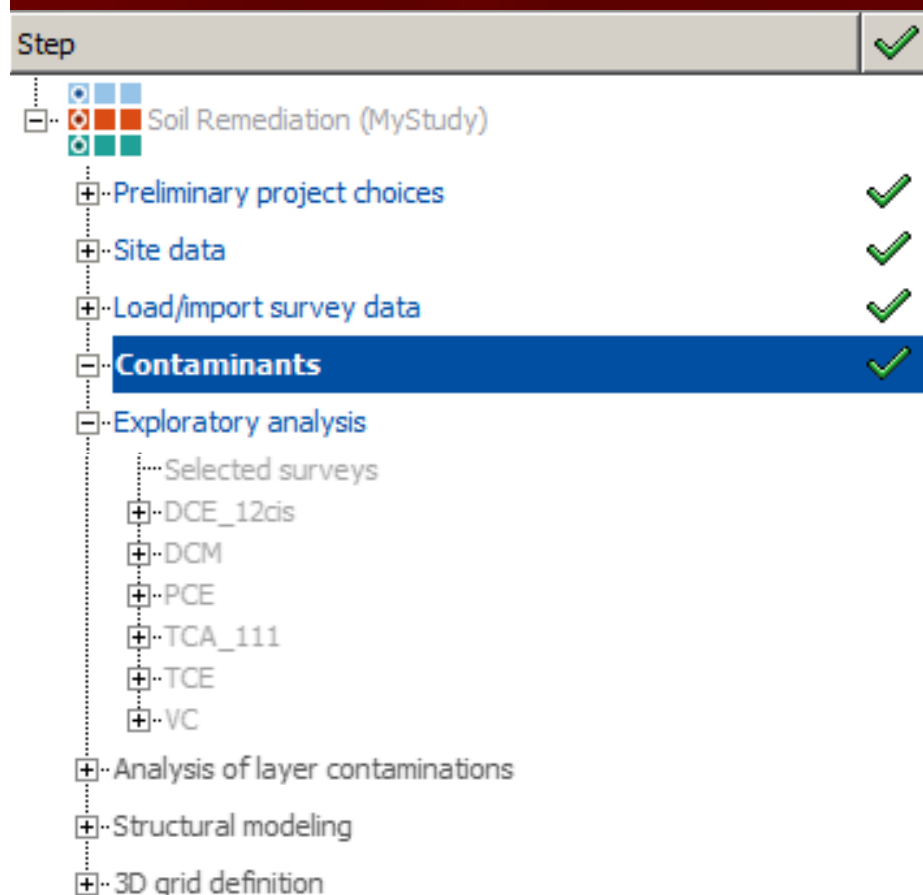 Step
Soil Remediation (MyStudy)
Preliminary project choices
Site data
Load/import survey data
Contaminants
Exploratory analysis
Selected surveys
DCE_12cis
DCM
PCE
TCA_111
TCE
VC
Analysis of layer contaminations
Structural modeling
3D grid definition